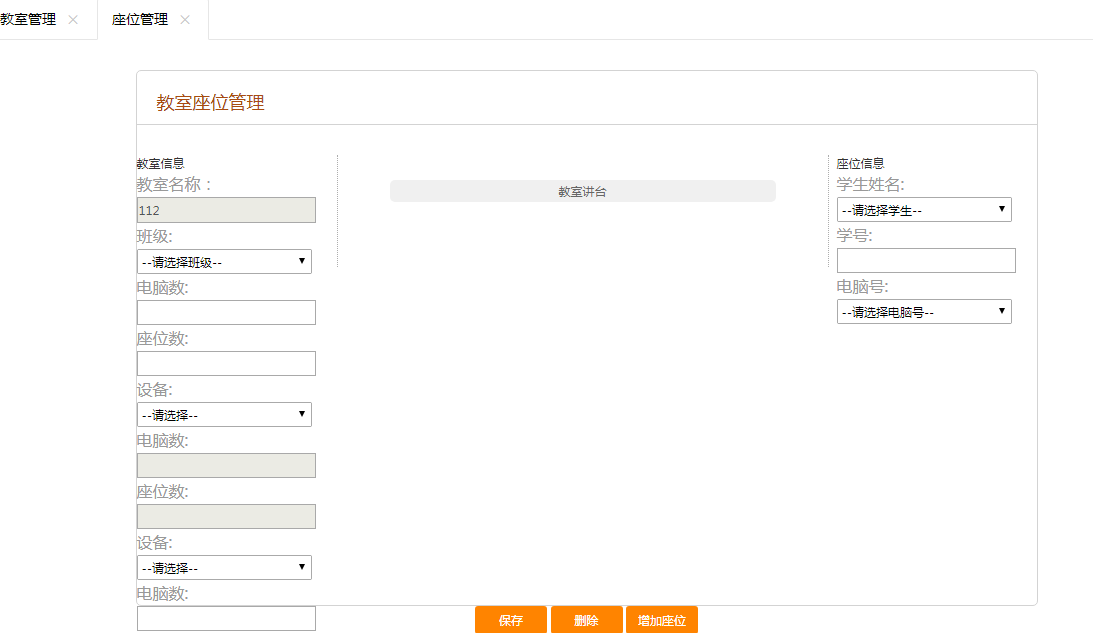 教室管理 ×
座位管理 ×
教室座位管理
教室信息
教室名称：
112
班级:
--请选择班级--
电脑数:
座位数:
设备:
--请选择--
电脑数:
座位数:
设备:
--请选择--
电脑数:
教室讲台
座位信息
学生姓名:
--请选择学生--
学号:
电脑号:
--请选择电脑号--
保存
删除
增加座位